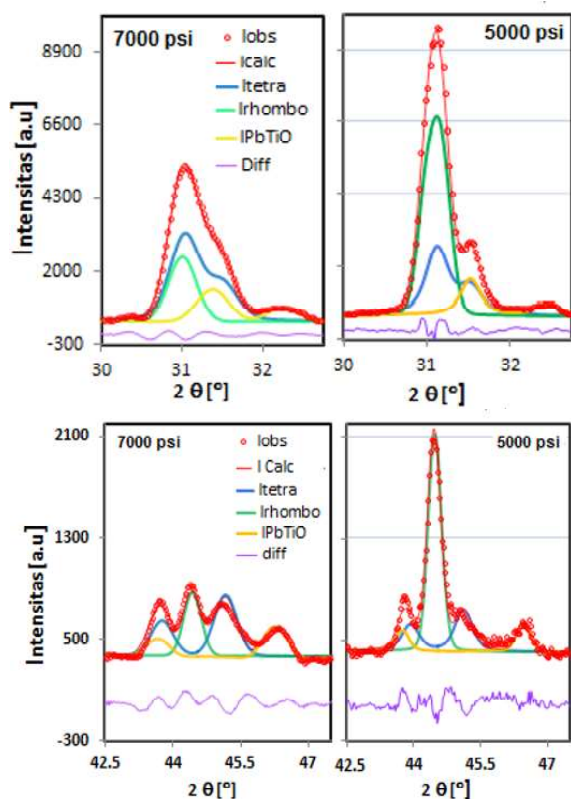 7000 psi
8900
6600
4300
2000
-300
Intensitas [a.u]
Iobs
Icalc
Itetra
Irhombo
IPbTiO
Diff
30 31 32
2 θ [°]
5000 psi
30 31 32
2 θ [°]
7000 psi
2100
1300
500
-300
Intensitas [a.u]
Iobs
I Calc
Itetra
Irhombo
IPbTiO
diff
42.5 44 45.5 47
2 θ [°]
5000 psi
42.5 44 45.5 47
2 θ [°]